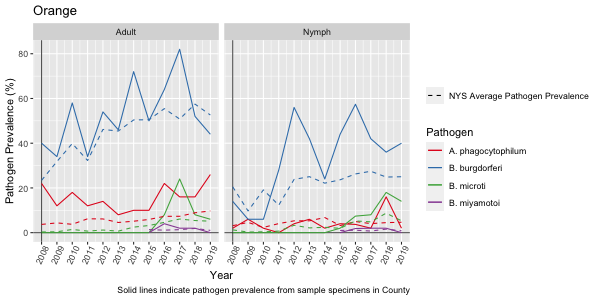 Orange
Adult Nymph
80
60
40
20
0
Pathogen Prevalence (%)
2008 2009 2010 2011 2012 2013 2014 2015 2016 2017 2018 2019 2008 2009 2010 2011 2012 2013 2014 2015 2016 2017 2018 2019
Year
Solid lines indicate pathogen prevalence from sample specimens in County
NYS Average Pathogen Prevalence
Pathogen
A. phagocytophilum
B. burgdorferi
B. microti
B. miyamotoi